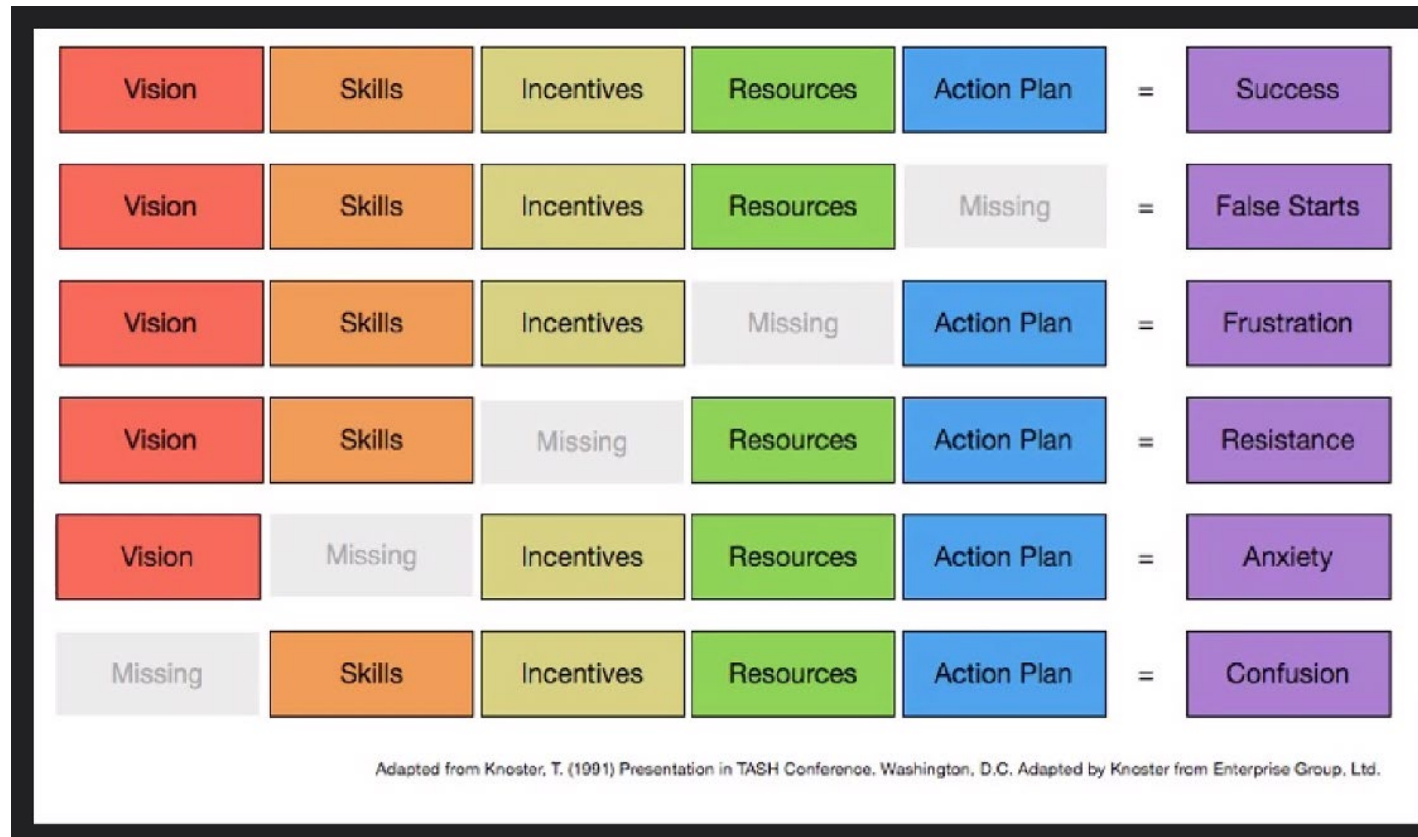 Vision Skills Incentives Resources Action Plan = Success
Vision Skills Incentives Resources Missing = False Starts
Vision Skills Incentives Missing Action Plan = Frustration
Vision Skills Missing Resources Action Plan = Resistance
Vision Missing Incentives Resources Action Plan = Anxiety
Missing Skills Incentives Resources Action Plan = Confusion
Adapted from Knoster, T. (1991) Presentation in TASH Conference. Washington, D.C. Adapted by Knoster from Enterprise Group, Ltd.